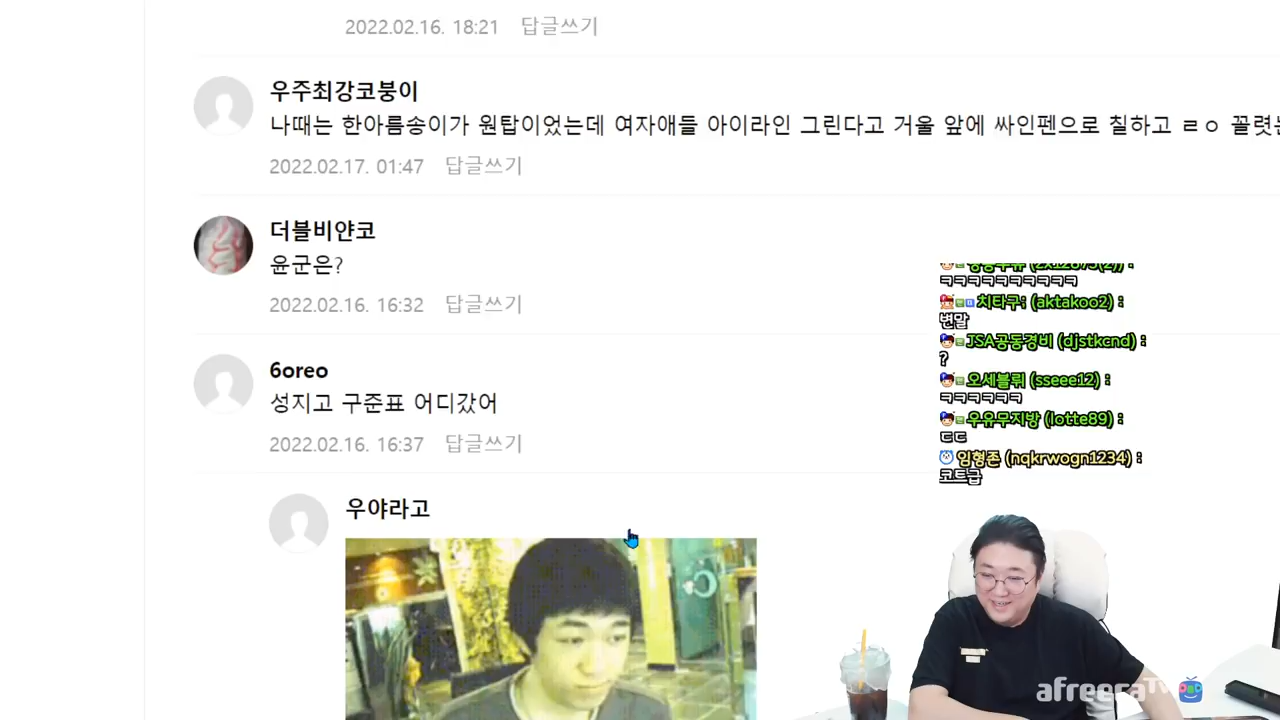 2022.02.16. 18:21 답글쓰기
우주최강코붕이
나때는 한아름송이가 원탑이었는데 여자애들 아이라인 그린다고 거울 앞에 싸인펜으로 칠하고 ㄹㅇ 꼴렷는
2022.02.17. 01:47 답글쓰기
더블비얀코
윤군은?
2022.02.16. 16:32 답글쓰기
6oreo
성지고 구준표 어디갔어
2022.02.16. 16:37 답글쓰기
우야라고
ㅋㅋㅋㅋㅋㅋㅋㅋㅋㅋ
치타구; (aktakoo2) :
변말
JSA공동경비 (djstkcnd) :
?
오세블뤼 (sseee12) :
ㅋㅋㅋㅋㅋㅋ
우유무지방 (lotte89) :
ㄷㄷ
임형존 (nqkrwogn1234) :
코트급
afreecaTV